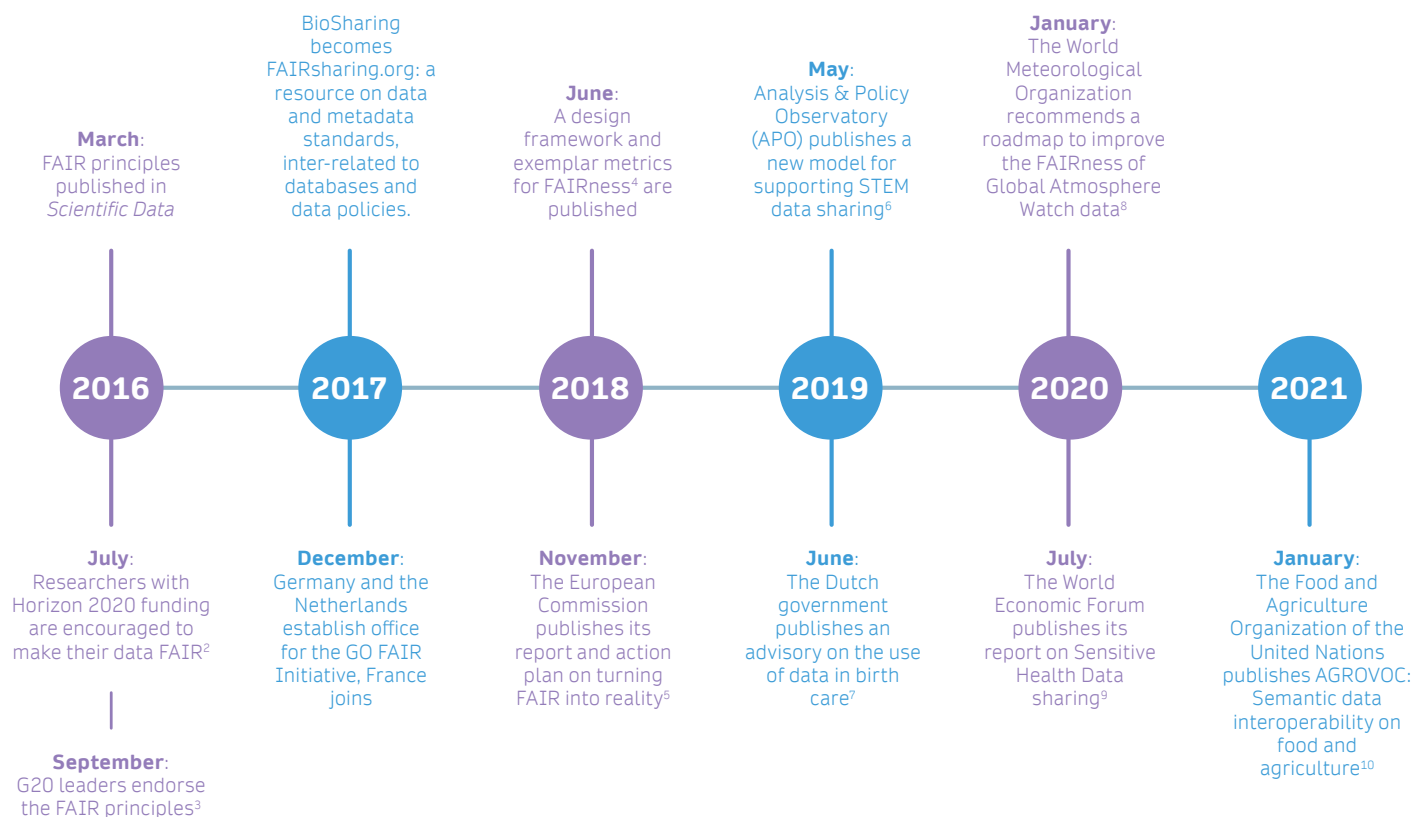 March:
FAIR principles
published in
Scientific Data
BioSharing
becomes
FAIRsharing.org: a
resource on data
and metadata
standards,
inter-related to
databases and
data policies.
June:
A design
framework and
exemplar metrics
for FAIRness⁴ are
published
May:
Analysis & Policy
Observatory
(APO) publishes a
new model for
supporting STEM
data sharing⁶
January:
The World
Meteorological
Organization
recommends a
roadmap to improve
the FAIRness of
Global Atmosphere
Watch data⁸
2016
2017
2018
2019
2020
2021
July:
Researchers with
Horizon 2020 funding
are encouraged to
make their data FAIR²
September:
G20 leaders endorse
the FAIR principles³
December:
Germany and the
Netherlands
establish office
for the GO FAIR
Initiative, France
joins
November:
The European
Commission
publishes its
report and action
plan on turning
FAIR into reality⁵
June:
The Dutch
government
publishes an
advisory on the use
of data in birth
care⁷
July:
The World
Economic Forum
publishes its
report on Sensitive
Health Data
sharing⁹
January:
The Food and
Agriculture
Organization of the
United Nations
publishes AGROVOC:
Semantic data
interoperability on
food and
agriculture¹⁰